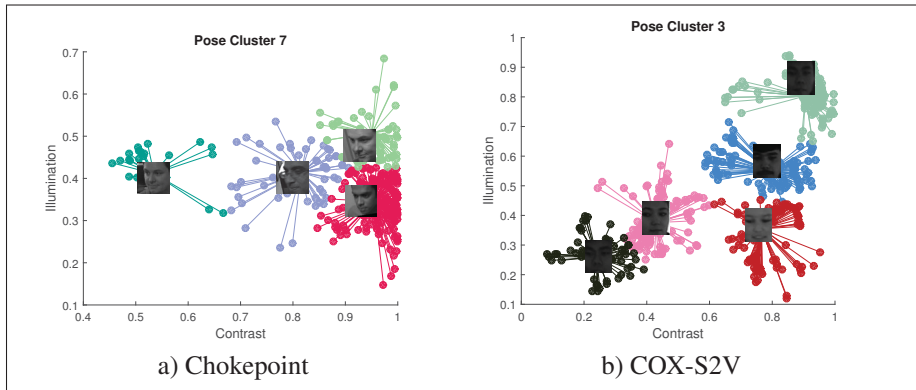 Pose Cluster 7
0.7
0.6
0.5
0.4
0.3
0.2
0.1
Illumination
0.4 0.5 0.6 0.7 0.8 0.9 1
Contrast
a) Chokepoint
Pose Cluster 3
1
0.9
0.8
0.7
0.6
0.5
0.4
0.3
0.2
0.1
Illumination
0 0.2 0.4 0.6 0.8 1
Contrast
b) COX-S2V